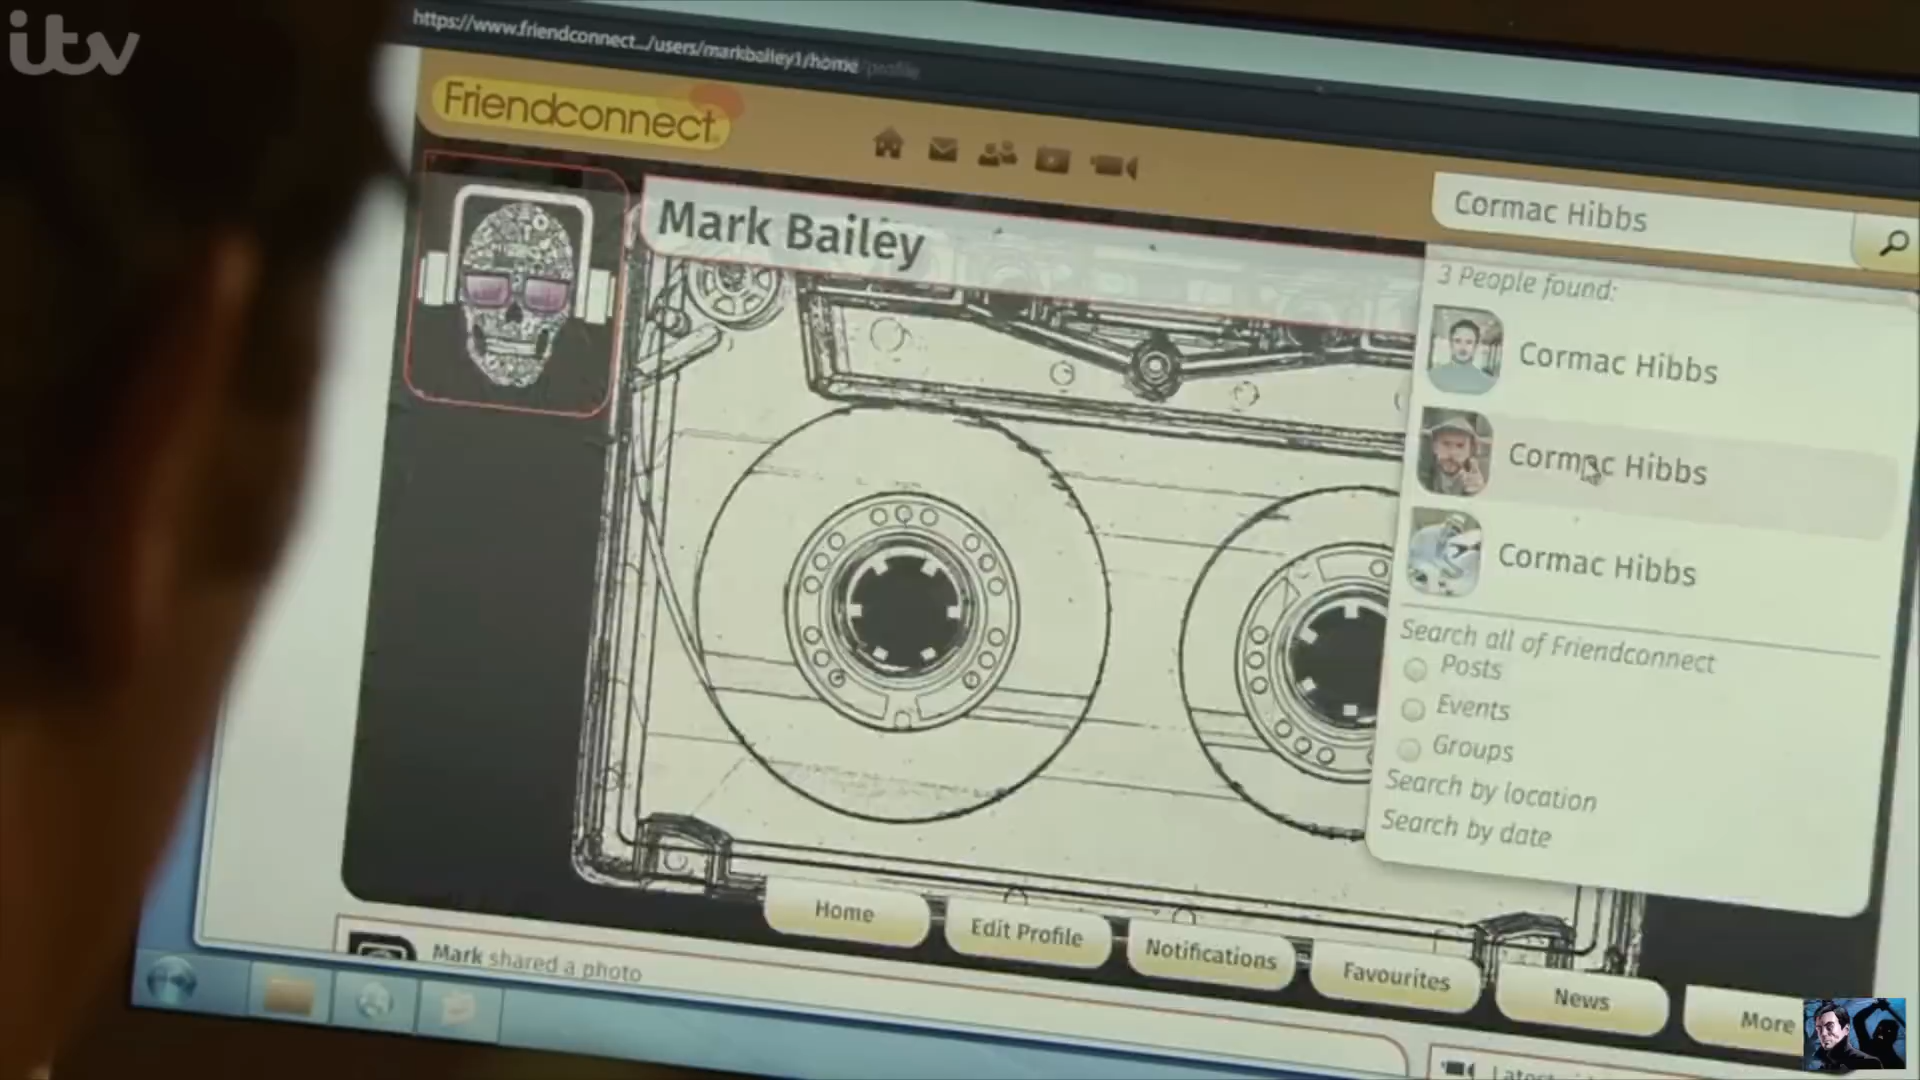 itv
https://www.friendconnect.../users/markbailey1/home/profile
Friendconnect
Mark Bailey
Cormac Hibbs
3 People found:
Cormac Hibbs
Cormac Hibbs
Cormac Hibbs
Search all of Friendconnect
Posts
Events
Groups
Search by location
Search by date
Home
Edit Profile
Notifications
Favourites
News
More
Mark shared a photo